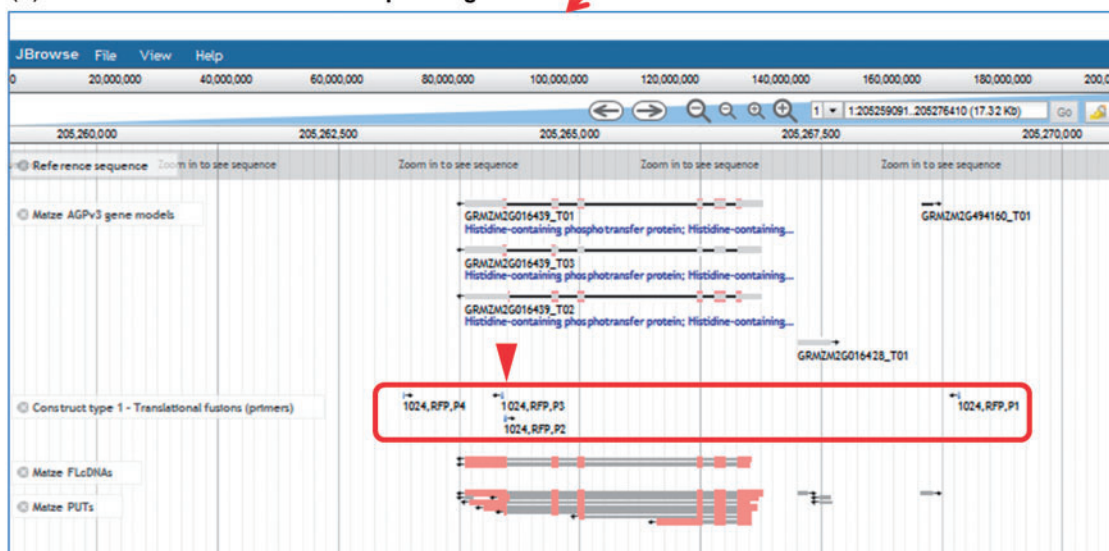 JBrowse File View Help
0 20,000,000 40,000,000 60,000,000 80,000,000 100,000,000 120,000,000 140,000,000 160,000,000 180,000,000 200,0
1 1:205259091..205276410 (17.32 Kb) Go
205,260,000 205,262,500 205,265,000 205,267,500 205,270,000
Reference sequence Zoom in to see sequence Zoom in to see sequence Zoom in to see sequence Zoom in to see sequence
Maize AGPv3 gene models
GRMZM2G016439_T01 GRMZM2G494160_T01
Histidine-containing phosphotransfer protein; Histidine-containing...
GRMZM2G016439_T03
Histidine-containing phosphotransfer protein; Histidine-containing...
GRMZM2G016439_T02
Histidine-containing phosphotransfer protein; Histidine-containing...
GRMZM2G016428_T01
Construct type 1 - Translational fusions (primers) 1024,RFP,P4 1024,RFP,P3 1024,RFP,P1
1024,RFP,P2
Maize FLcDNAs
Maize PUTs